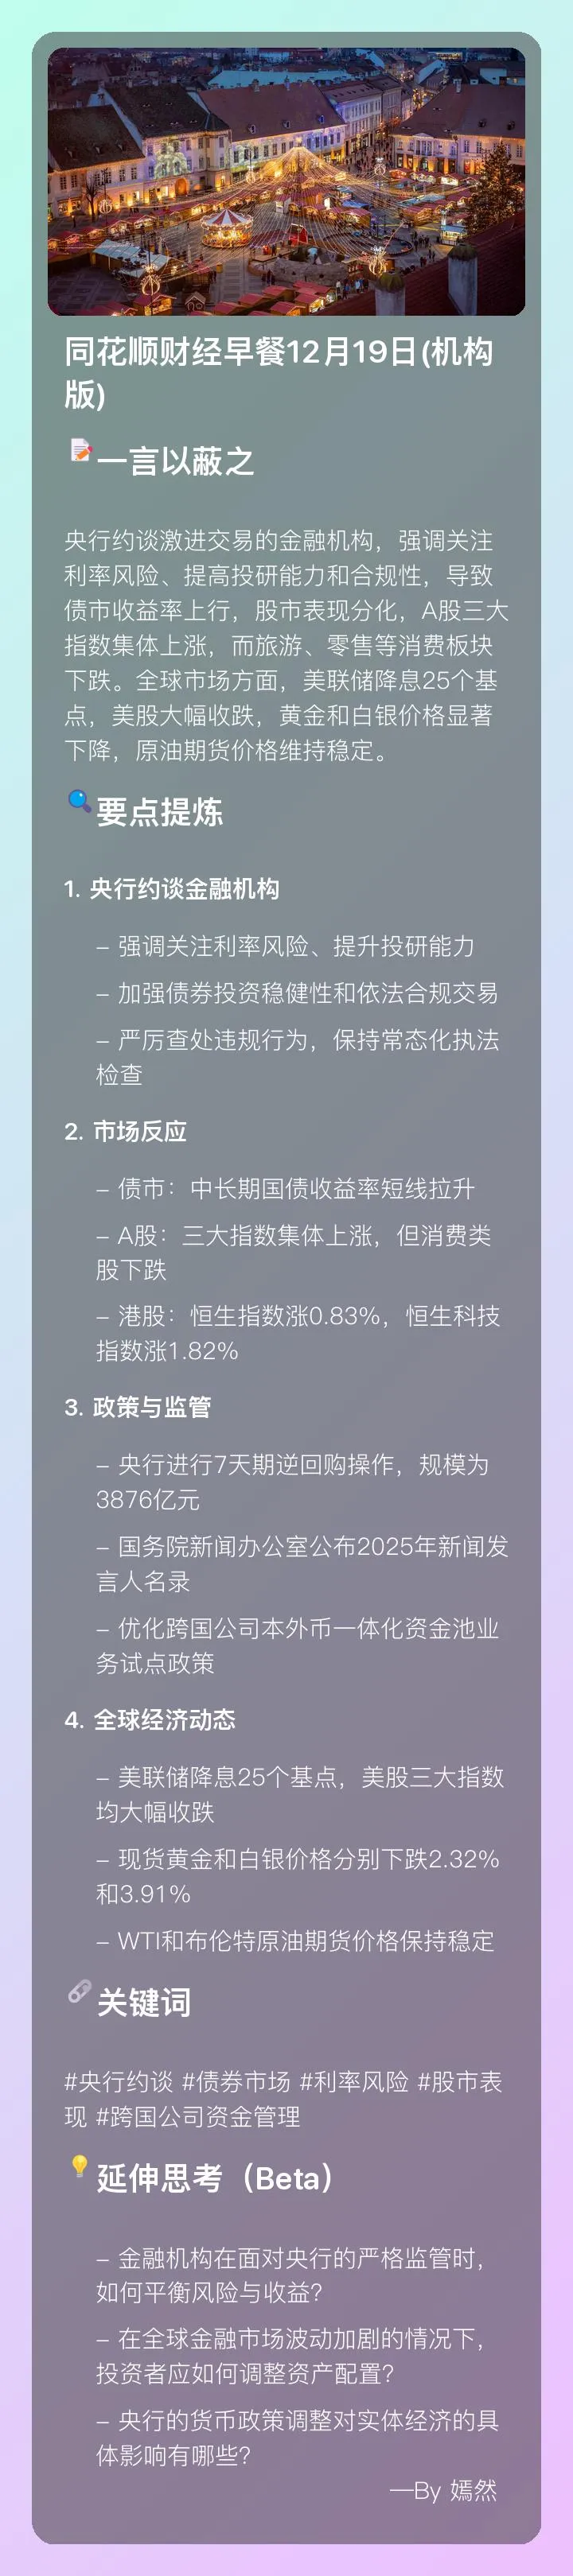 同花顺财经早餐12月19日(机构
版)
一言以蔽之
央行约谈激进交易的金融机构，强调关注
利率风险、提高投研能力和合规性，导致
债市收益率上行，股市表现分化，A股三大
指数集体上涨，而旅游、零售等消费板块
下跌。全球市场方面，美联储降息25个基
点，美股大幅收跌，黄金和白银价格显著
下降，原油期货价格维持稳定。
要点提炼
1. 央行约谈金融机构
– 强调关注利率风险、提升投研能力
– 加强债券投资稳健性和依法合规交易
– 严厉查处违规行为，保持常态化执法
检查
2. 市场反应
– 债市：中长期国债收益率短线拉升
– A股：三大指数集体上涨，但消费类
股下跌
– 港股：恒生指数涨0.83%，恒生科技
指数涨1.82%
3. 政策与监管
– 央行进行7天期逆回购操作，规模为
3876亿元
– 国务院新闻办公室公布2025年新闻发
言人名录
– 优化跨国公司本外币一体化资金池业
务试点政策
4. 全球经济动态
– 美联储降息25个基点，美股三大指数
均大幅收跌
– 现货黄金和白银价格分别下跌2.32%
和3.91%
– WTI和布伦特原油期货价格保持稳定
关键词
#央行约谈 #债券市场 #利率风险 #股市表
现 #跨国公司资金管理
延伸思考（Beta）
– 金融机构在面对央行的严格监管时，
如何平衡风险与收益？
– 在全球金融市场波动加剧的情况下，
投资者应如何调整资产配置？
– 央行的货币政策调整对实体经济的具
体影响有哪些？
—By 嫣然